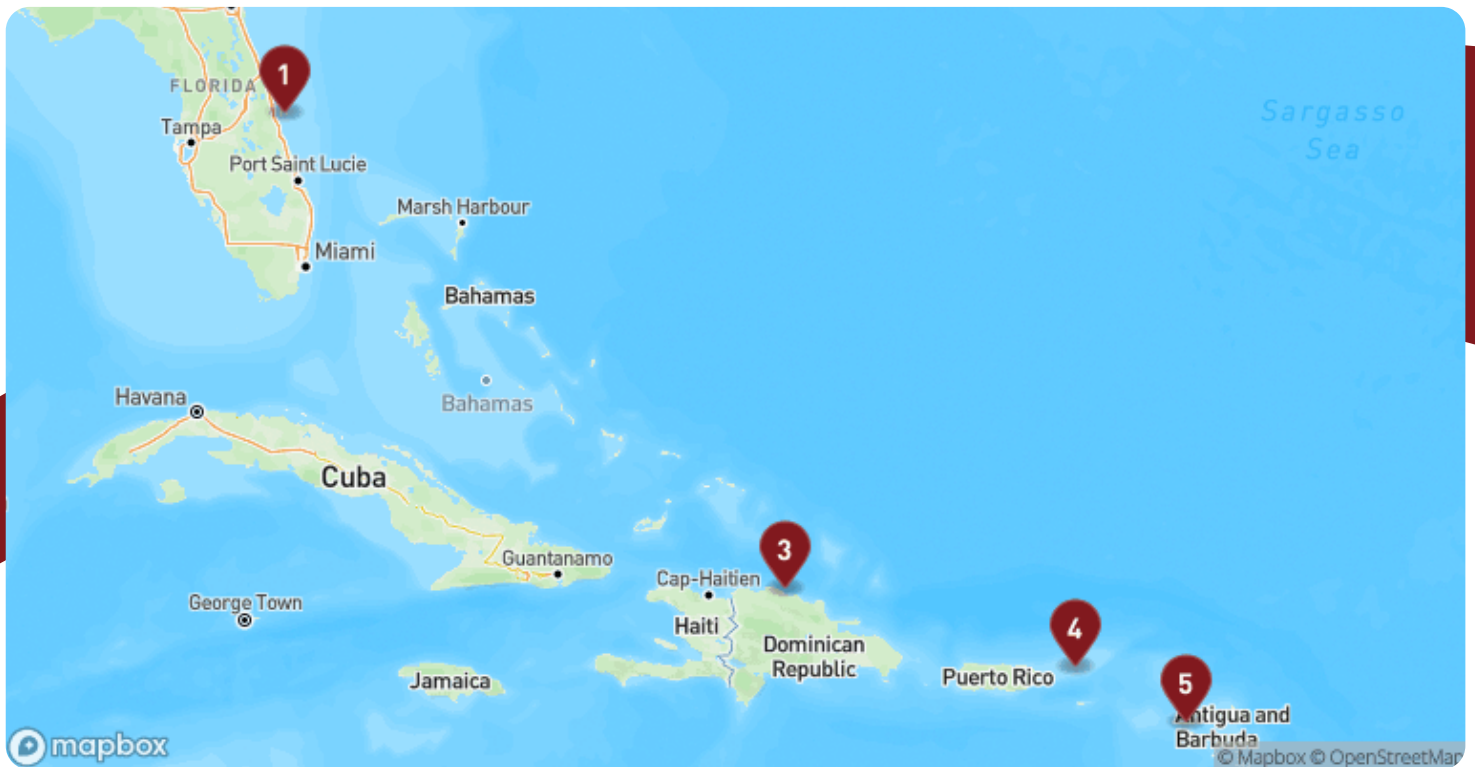 1
FLORIDA
Tampa
Port Saint Lucie
Miami
Marsh Harbour
Bahamas
Bahamas
Sargasso
Sea
Havana
Cuba
Guantanamo
George Town
Jamaica
Cap-Haitien
Haiti
3
Dominican
Republic
4
Puerto Rico
5
Antigua and
Barbuda
mapbox
© Mapbox © OpenStreetMap